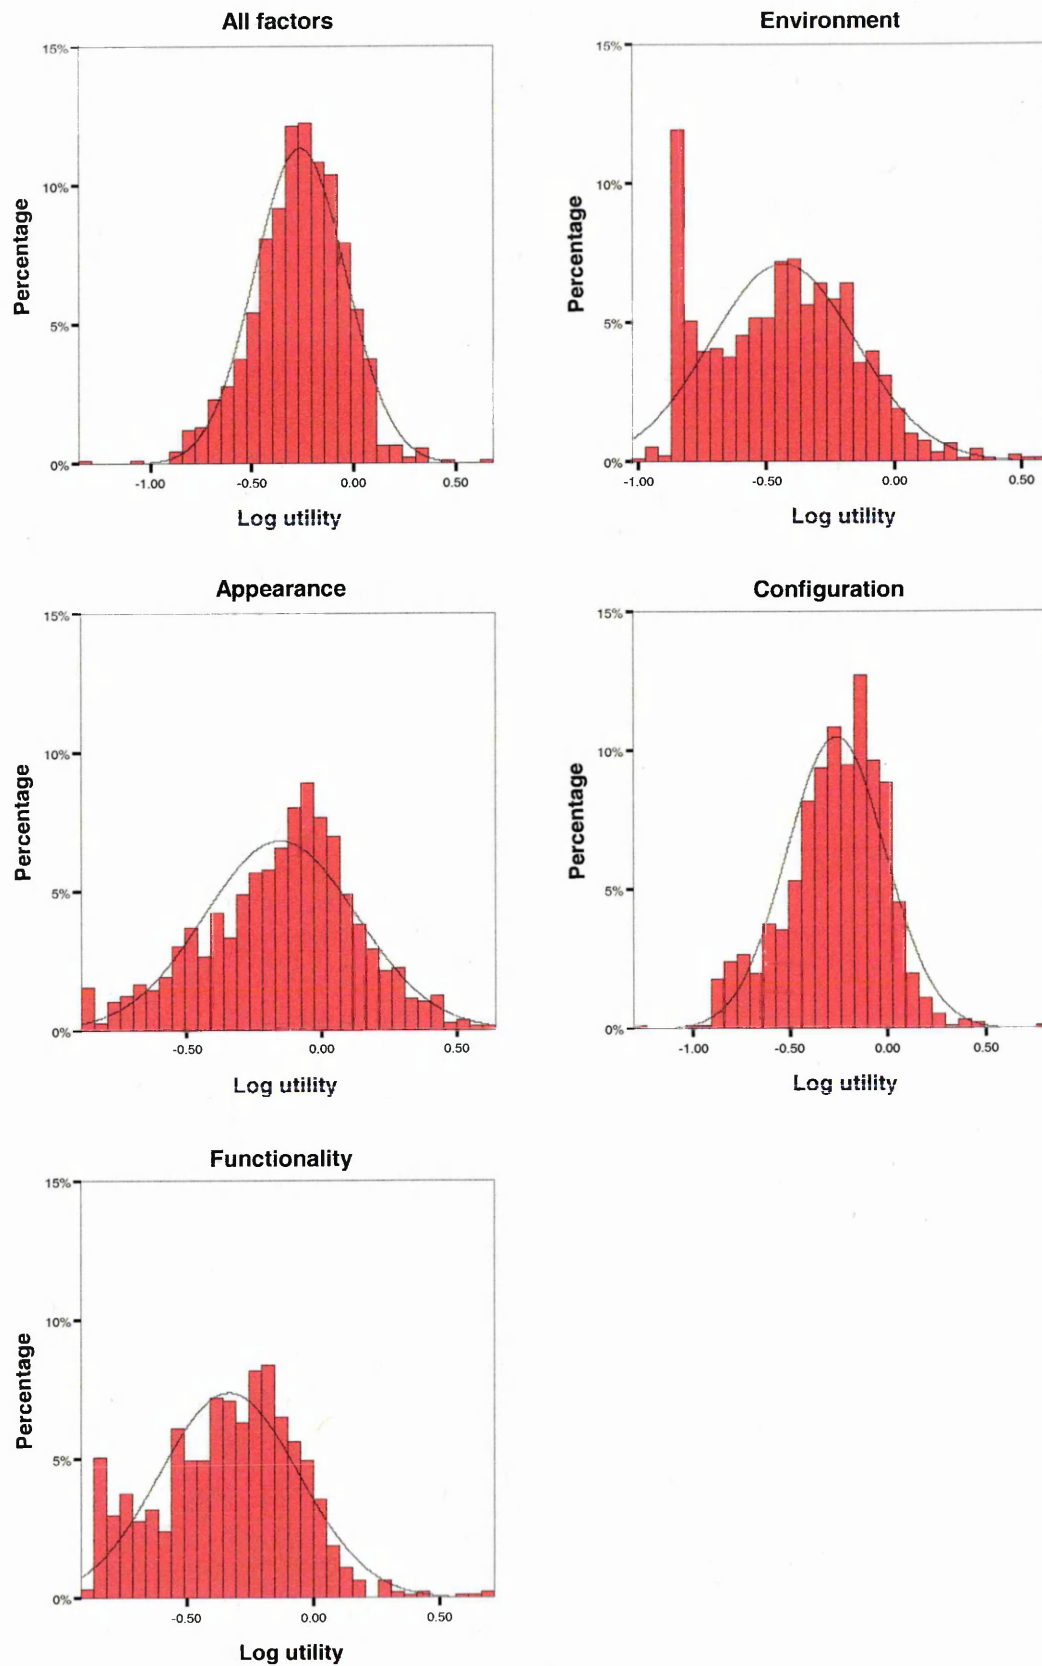 All factors
15%
10%
5%
0%
Percentage
-1.00 -0.50 0.00 0.50
Log utility
Environment
15%
10%
5%
0%
Percentage
-1.00 -0.50 0.00 0.50
Log utility
Appearance
15%
10%
5%
0%
Percentage
-0.50 0.00 0.50
Log utility
Configuration
15%
10%
5%
0%
Percentage
-1.00 -0.50 0.00 0.50
Log utility
Functionality
15%
10%
5%
0%
Percentage
-0.50 0.00 0.50
Log utility